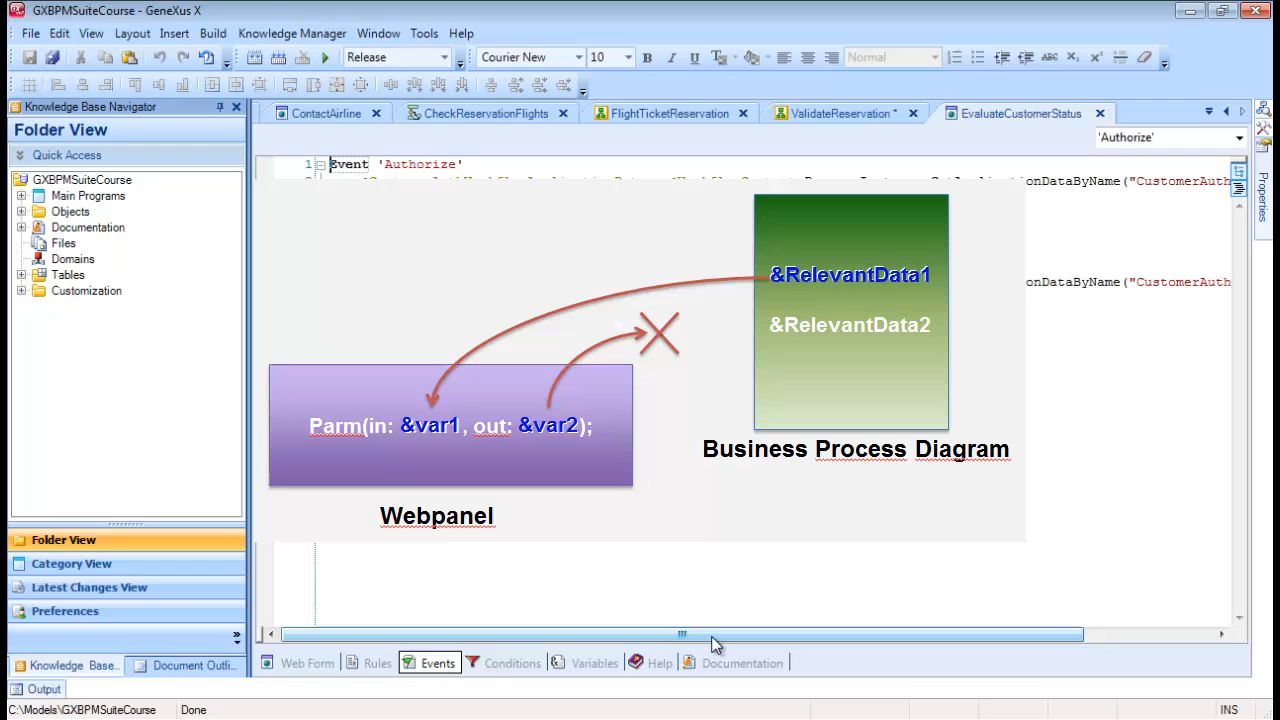 GXBPMSuiteCourse - GeneXus X
File Edit View Layout Insert Build Knowledge Manager Window Tools Help
Release Courier New 10 B I U Normal ABC
Knowledge Base Navigator
ContactAirline CheckReservationFlights FlightTicketReservation ValidateReservation * EvaluateCustomerStatus
Folder View
'Authorize'
Quick Access
1 Event 'Authorize'
GXBPMSuiteCourse
onDataByName("CustomerAuth
Main Programs
Objects
Documentation
Files
Domains
Tables
Customization
Properties
&RelevantData1
onDataByName("CustomerAuth
&RelevantData2
Parm(in: &var1, out: &var2);
Business Process Diagram
Webpanel
Folder View
Category View
Latest Changes View
Preferences
Knowledge Base.. Document Outli..
Web Form Rules Events Conditions Variables Help Documentation
Output
C:\Models\GXBPMSuiteCourse Done INS